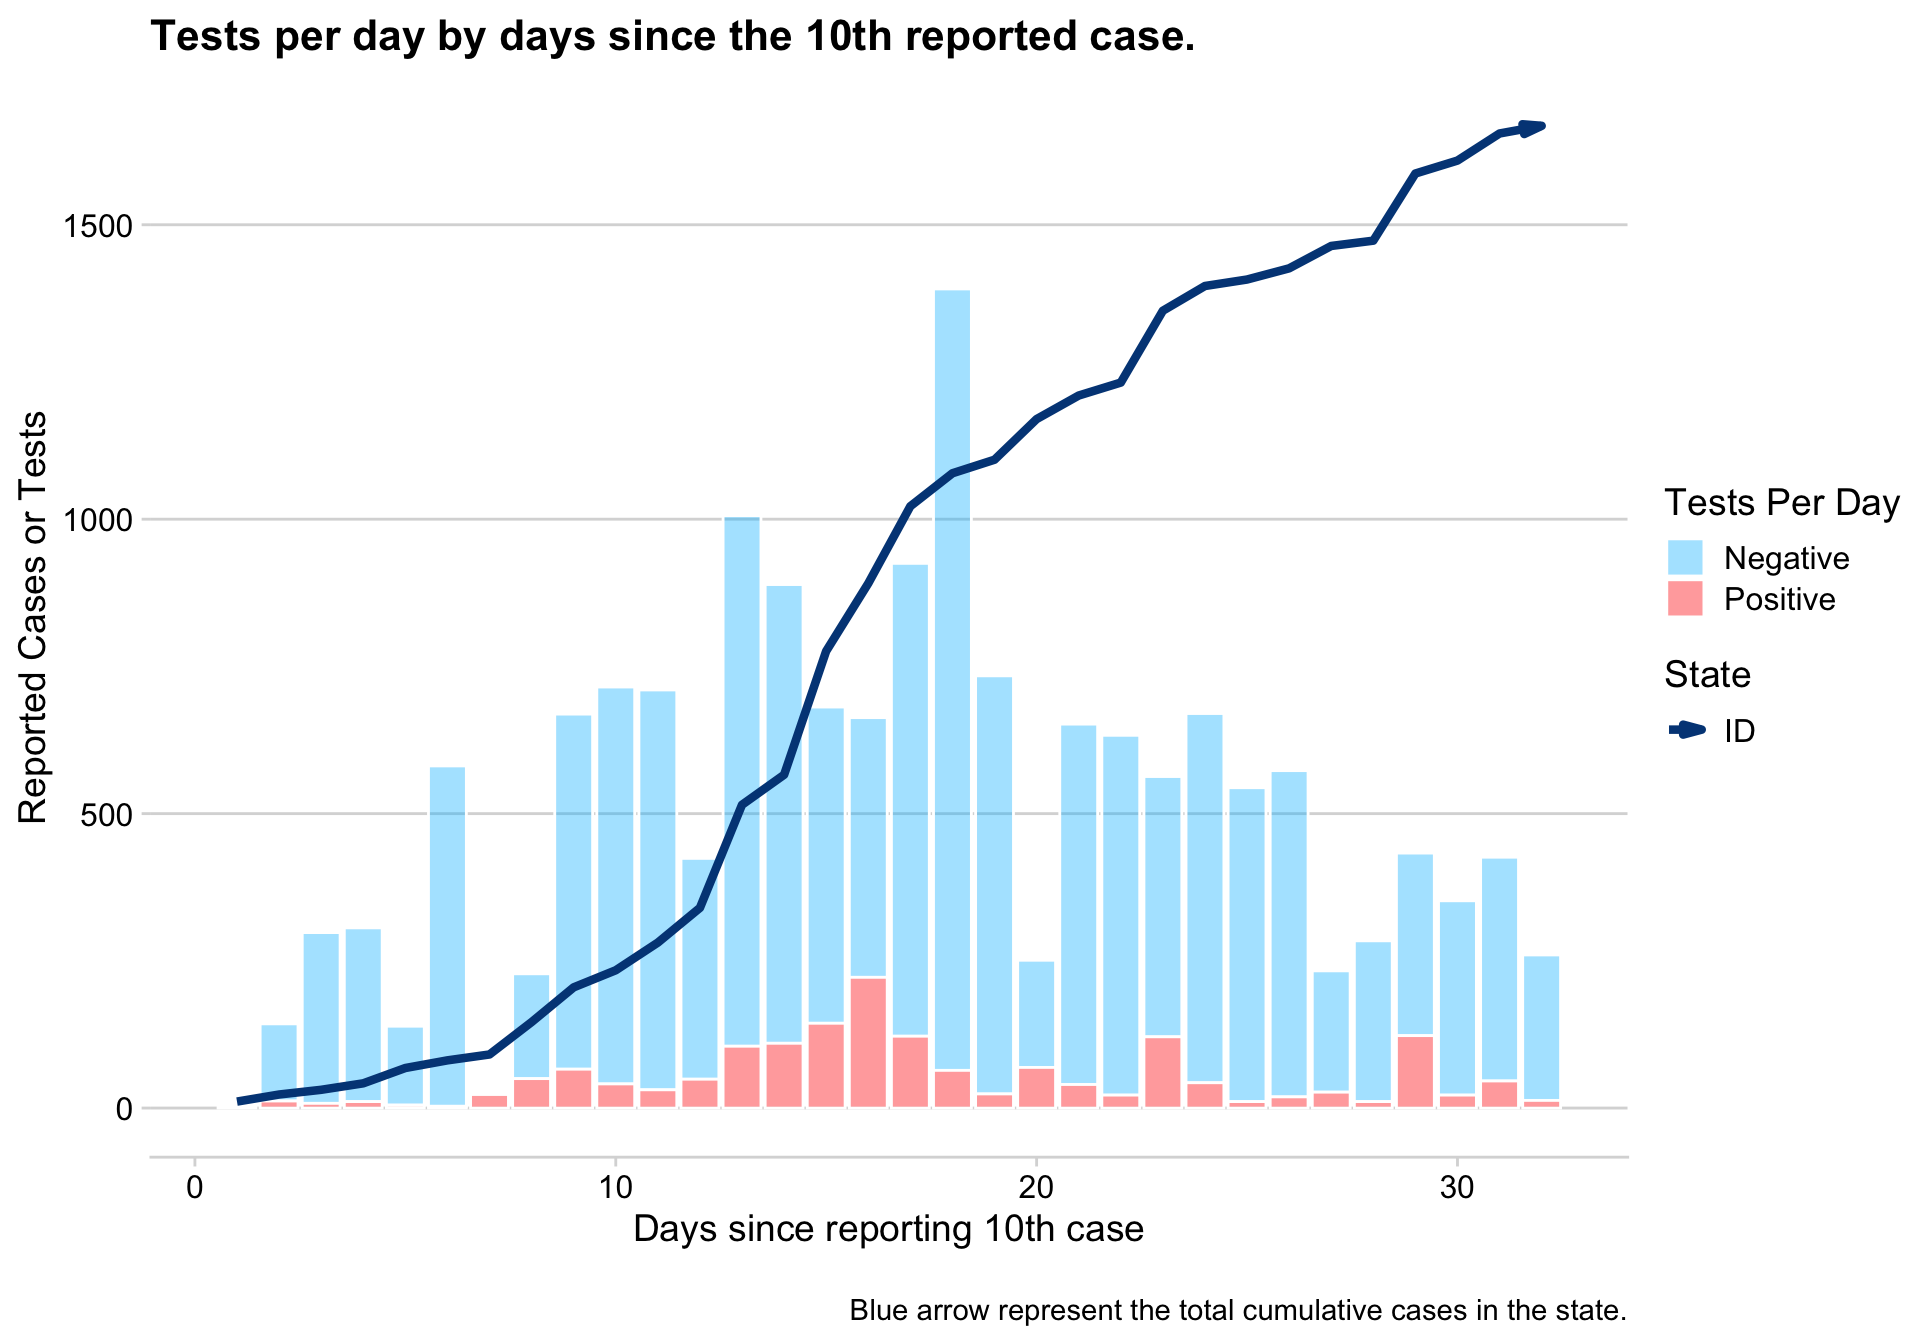 Tests per day by days since the 10th reported case.
1500
1000
500
0
Reported Cases or Tests
0 10 20 30
Days since reporting 10th case
Tests Per Day
Negative
Positive
State
ID
Blue arrow represent the total cumulative cases in the state.